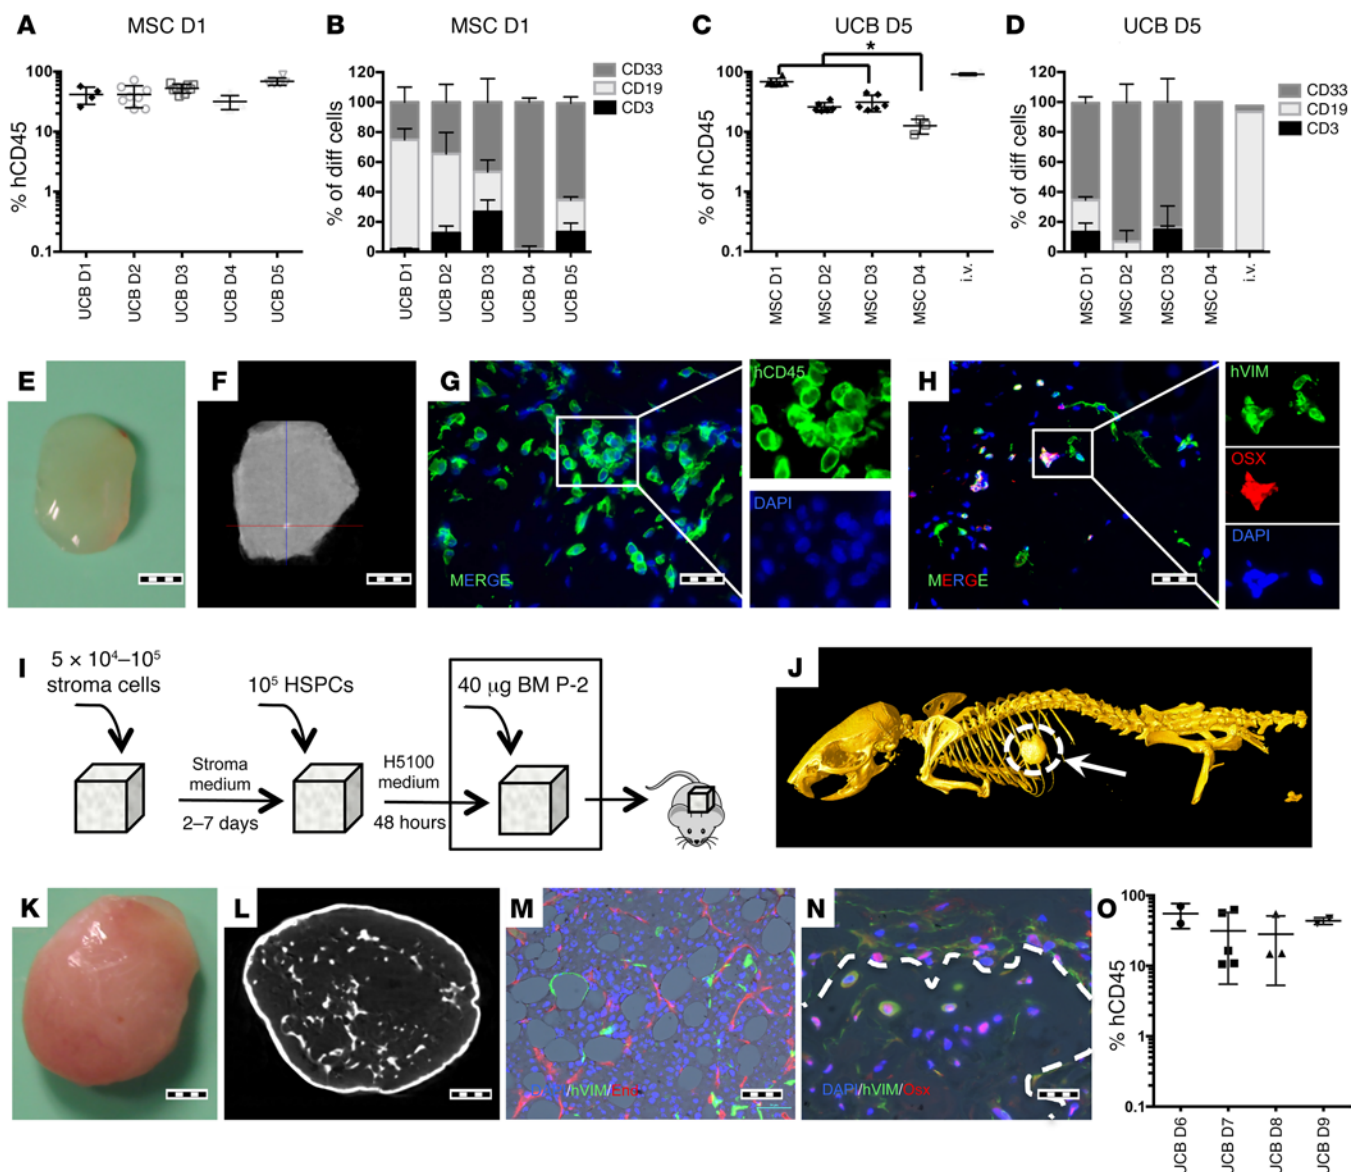 A
MSC D1
% hCD45
100
10
1
0.1
UCB D1
UCB D2
UCB D3
UCB D4
UCB D5
B
MSC D1
% of diff cells
120
100
80
60
40
20
0
UCB D1
UCB D2
UCB D3
UCB D4
UCB D5
CD33
CD19
CD3
C
UCB D5
*
% of hCD45
100
10
1
0.1
MSC D1
MSC D2
MSC D3
MSC D4
i.v.
D
UCB D5
% of diff cells
120
100
80
60
40
20
0
MSC D1
MSC D2
MSC D3
MSC D4
i.v.
CD33
CD19
CD3
E
F
G
MERGE
hCD45
DAPI
H
MERGE
hVIM
OSX
DAPI
I
5 × 10⁴–10⁵
stroma cells
Stroma
medium
2–7 days
10⁵ HSPCs
H5100
medium
48 hours
40 µg BM P-2
J
K
L
M
DAPI/hVIM/End
N
DAPI/hVIM/Osx
O
% hCD45
100
10
1
0.1
UCB D6
UCB D7
UCB D8
UCB D9